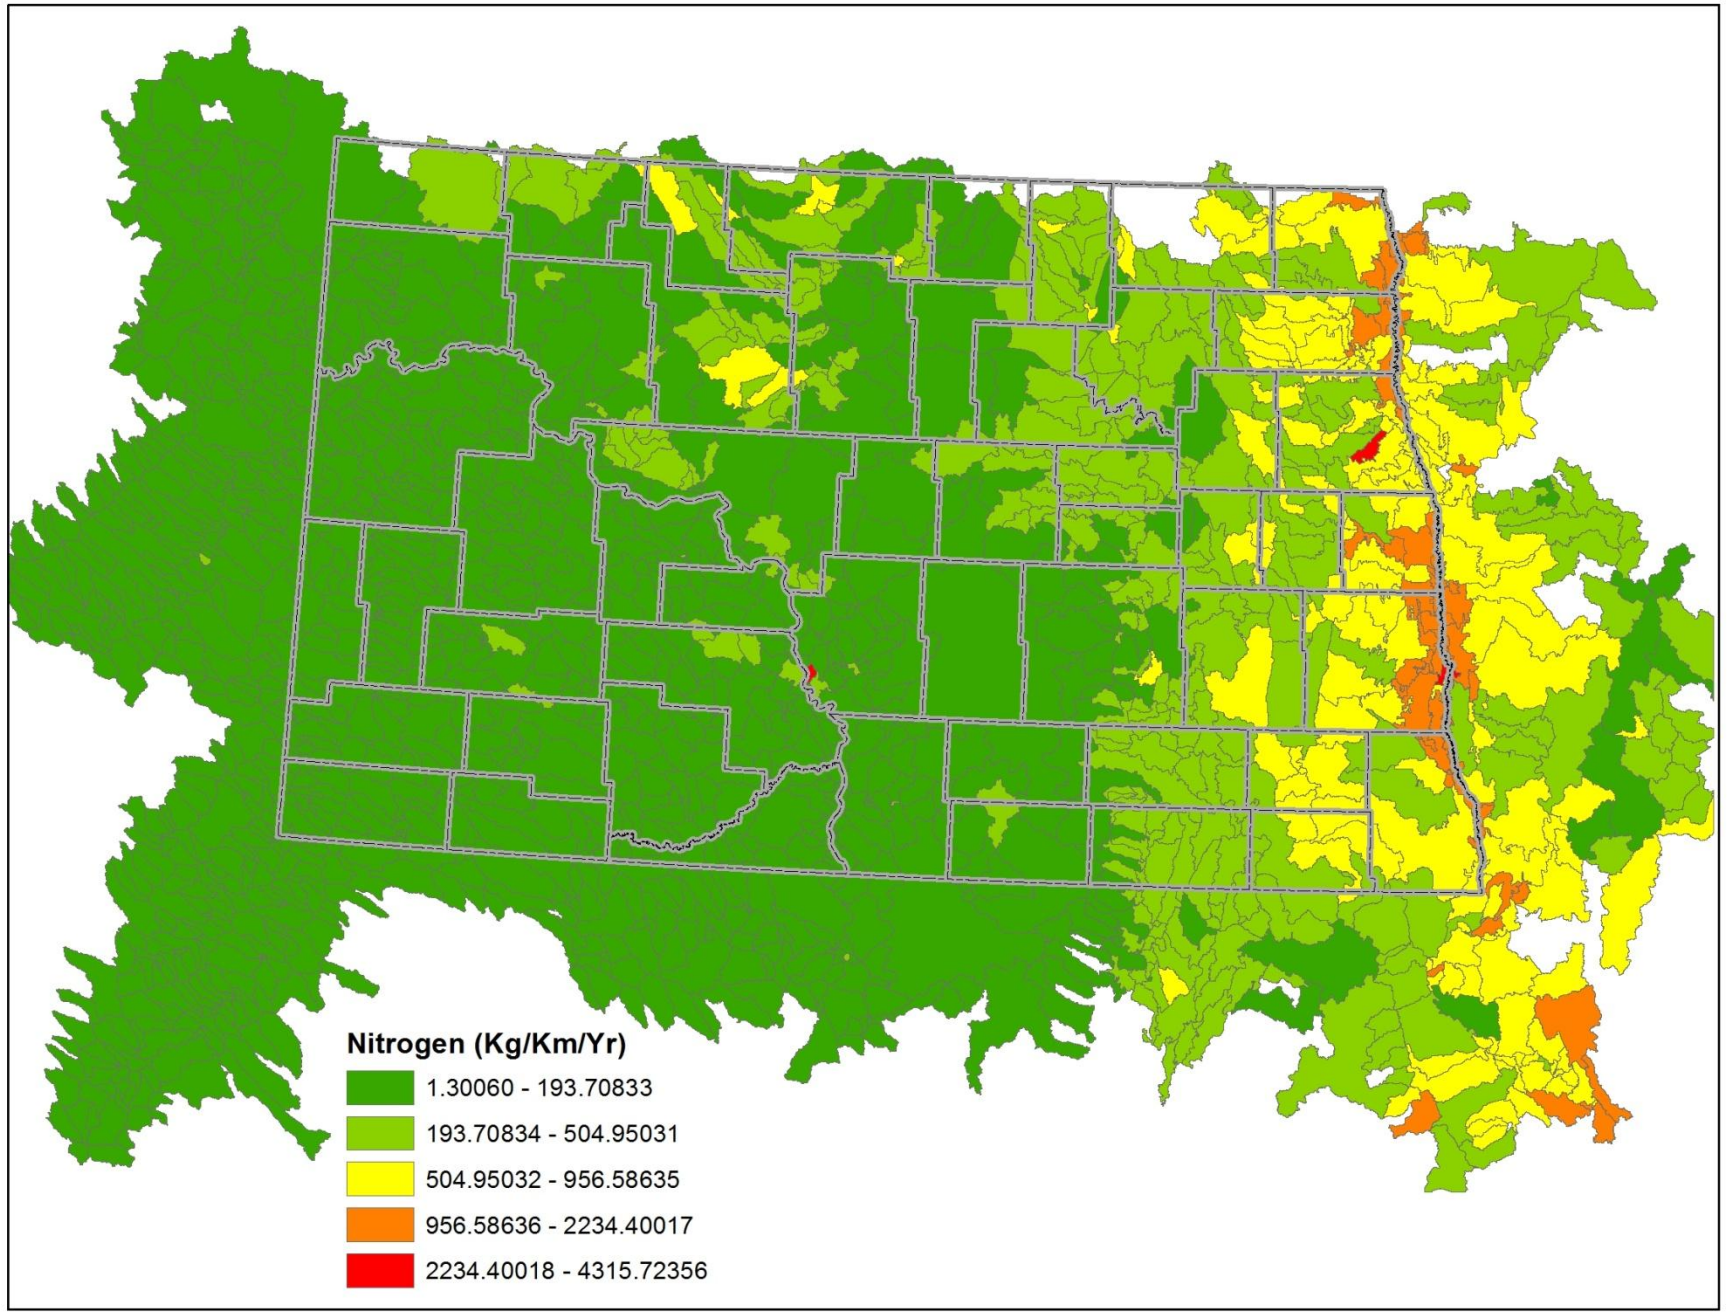 Nitrogen (Kg/Km/Yr)
1.30060 - 193.70833
193.70834 - 504.95031
504.95032 - 956.58635
956.58636 - 2234.40017
2234.40018 - 4315.72356